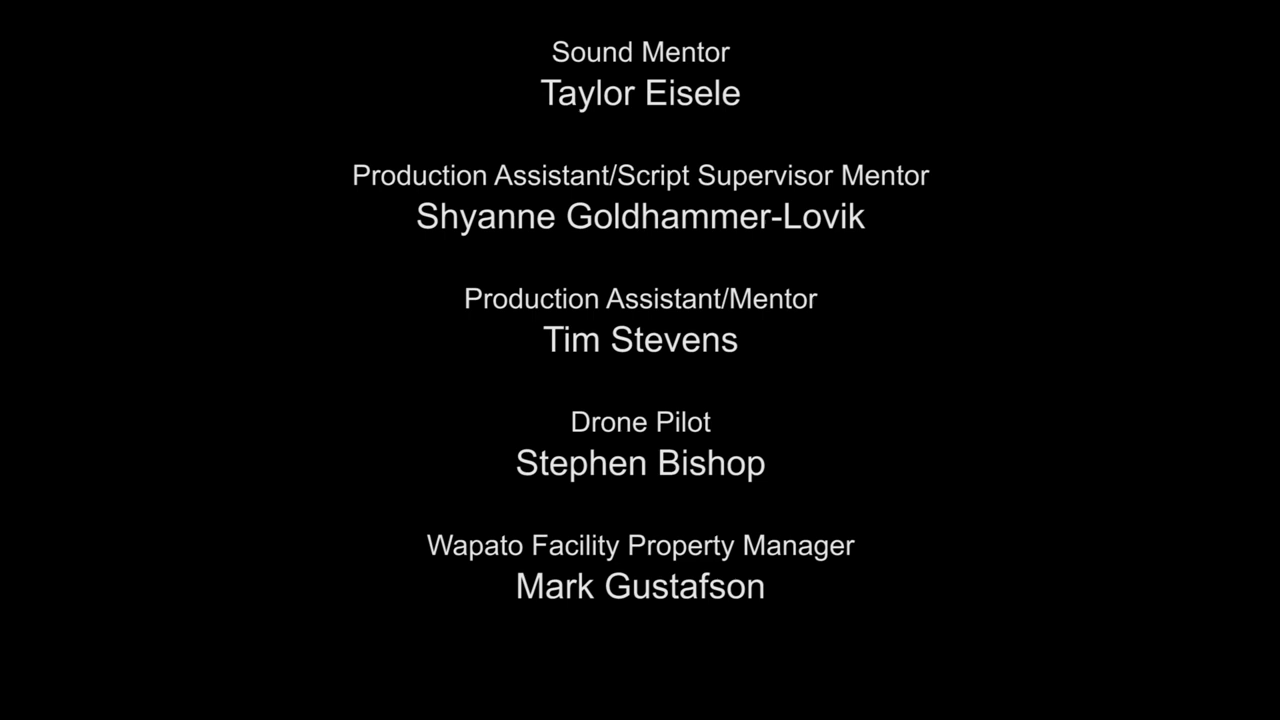 Sound Mentor
Taylor Eisele
Production Assistant/Script Supervisor Mentor
Shyanne Goldhammer-Lovik
Production Assistant/Mentor
Tim Stevens
Drone Pilot
Stephen Bishop
Wapato Facility Property Manager
Mark Gustafson